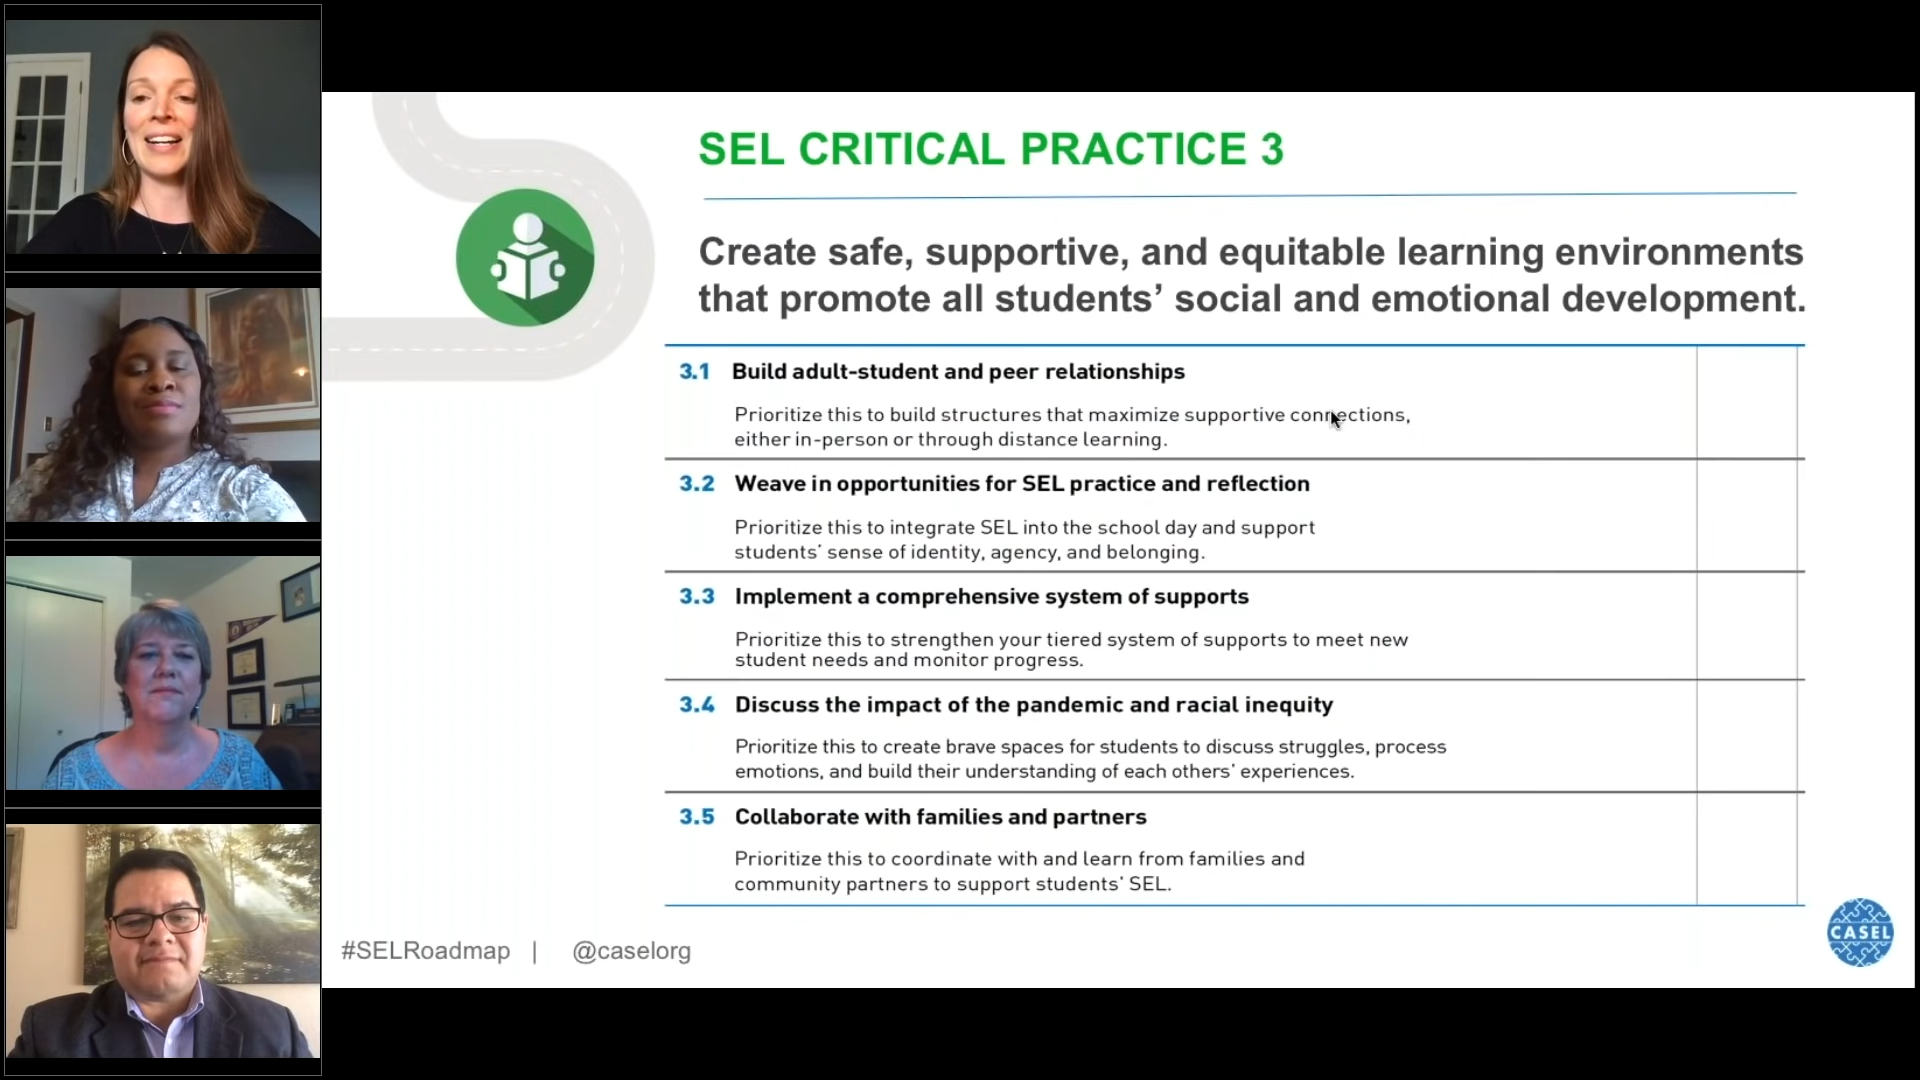 SEL CRITICAL PRACTICE 3
Create safe, supportive, and equitable learning environments
that promote all students’ social and emotional development.
3.1 Build adult-student and peer relationships
Prioritize this to build structures that maximize supportive connections,
either in-person or through distance learning.
3.2 Weave in opportunities for SEL practice and reflection
Prioritize this to integrate SEL into the school day and support
students’ sense of identity, agency, and belonging.
3.3 Implement a comprehensive system of supports
Prioritize this to strengthen your tiered system of supports to meet new
student needs and monitor progress.
3.4 Discuss the impact of the pandemic and racial inequity
Prioritize this to create brave spaces for students to discuss struggles, process
emotions, and build their understanding of each others’ experiences.
3.5 Collaborate with families and partners
Prioritize this to coordinate with and learn from families and
community partners to support students’ SEL.
#SELRoadmap | @caselorg
CASEL